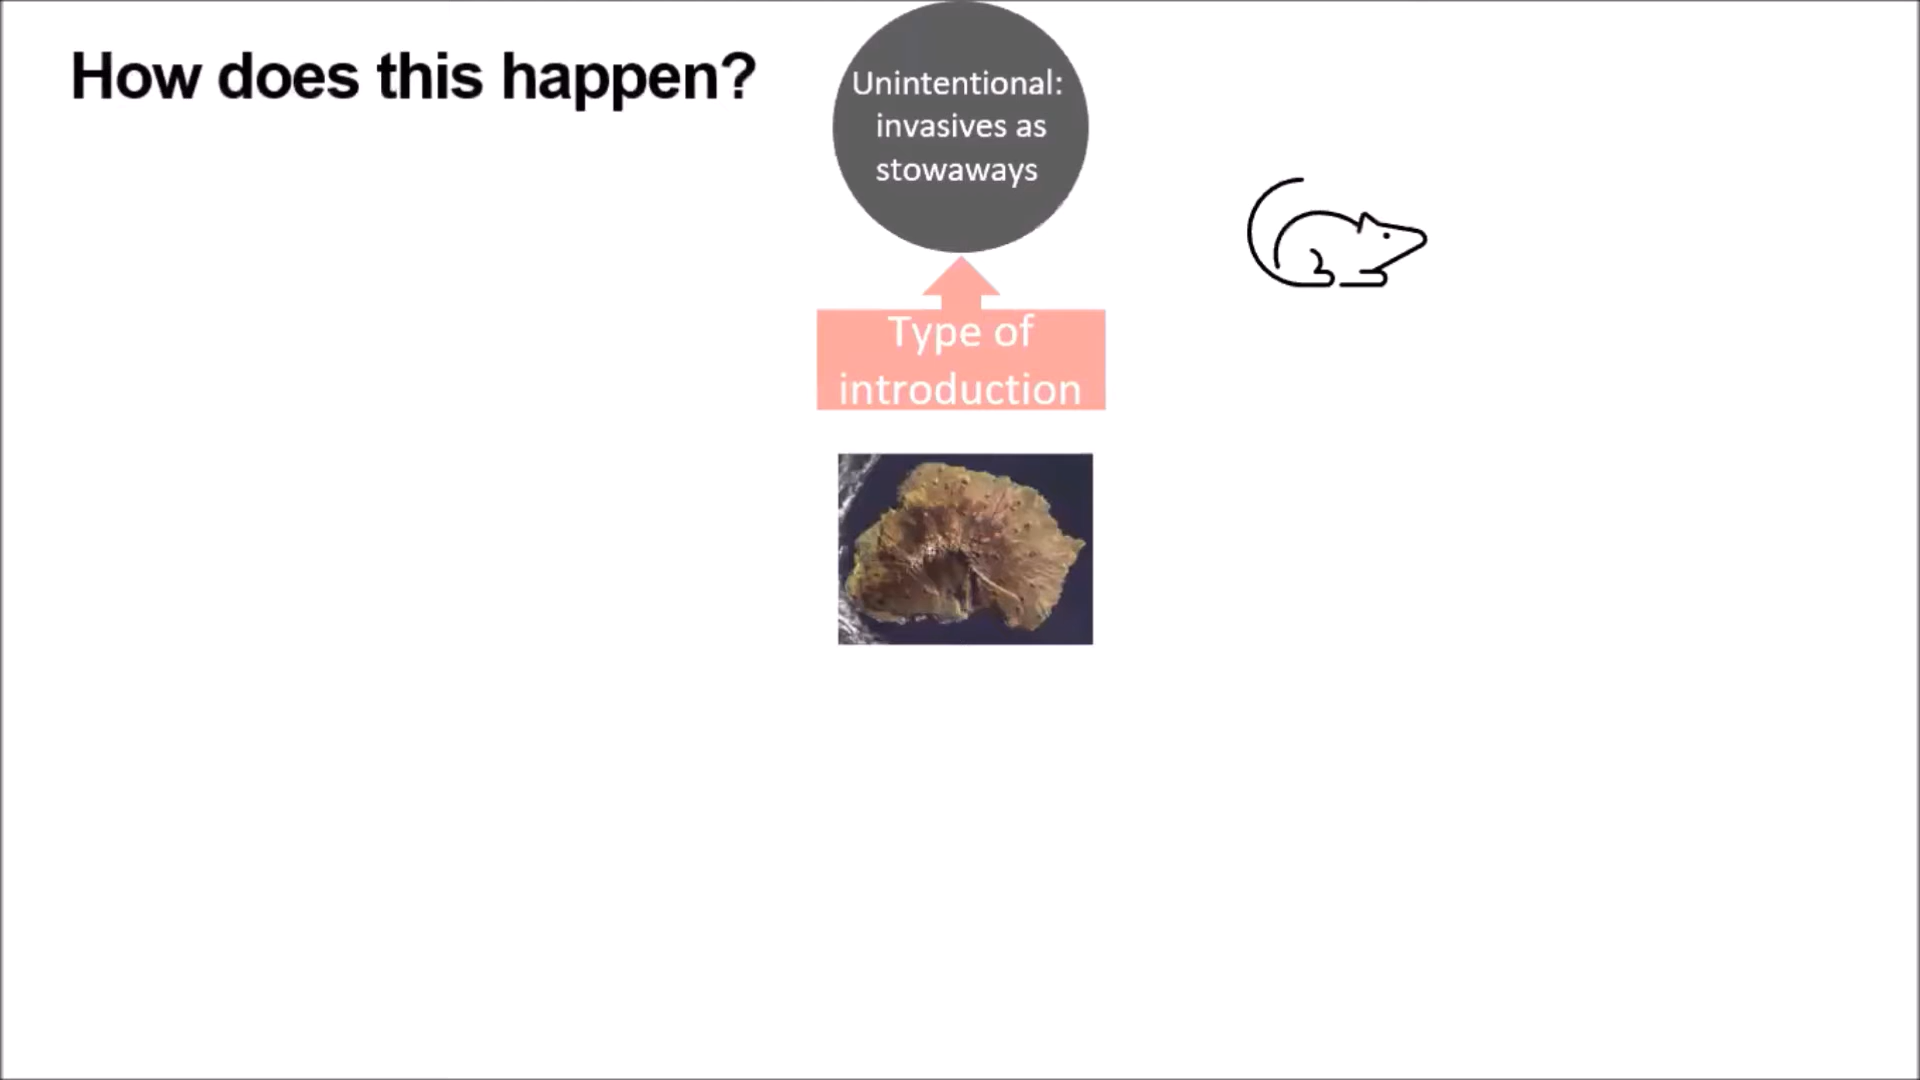 How does this happen?
Unintentional:
invasives as
stowaways
Type of
introduction